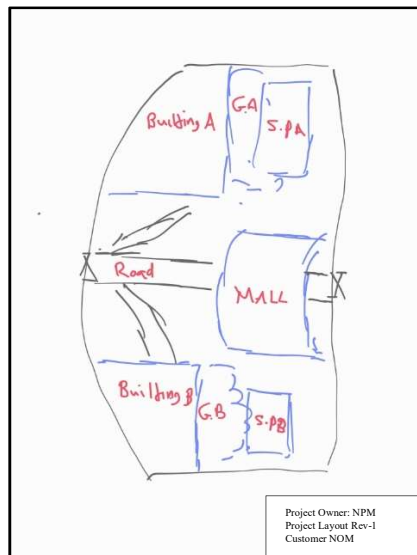 G.A
Building A
S.PA
Road
MALL
Building B
G.B
S.PB
Project Owner: NPM
Project Layout Rev-1
Customer NOM